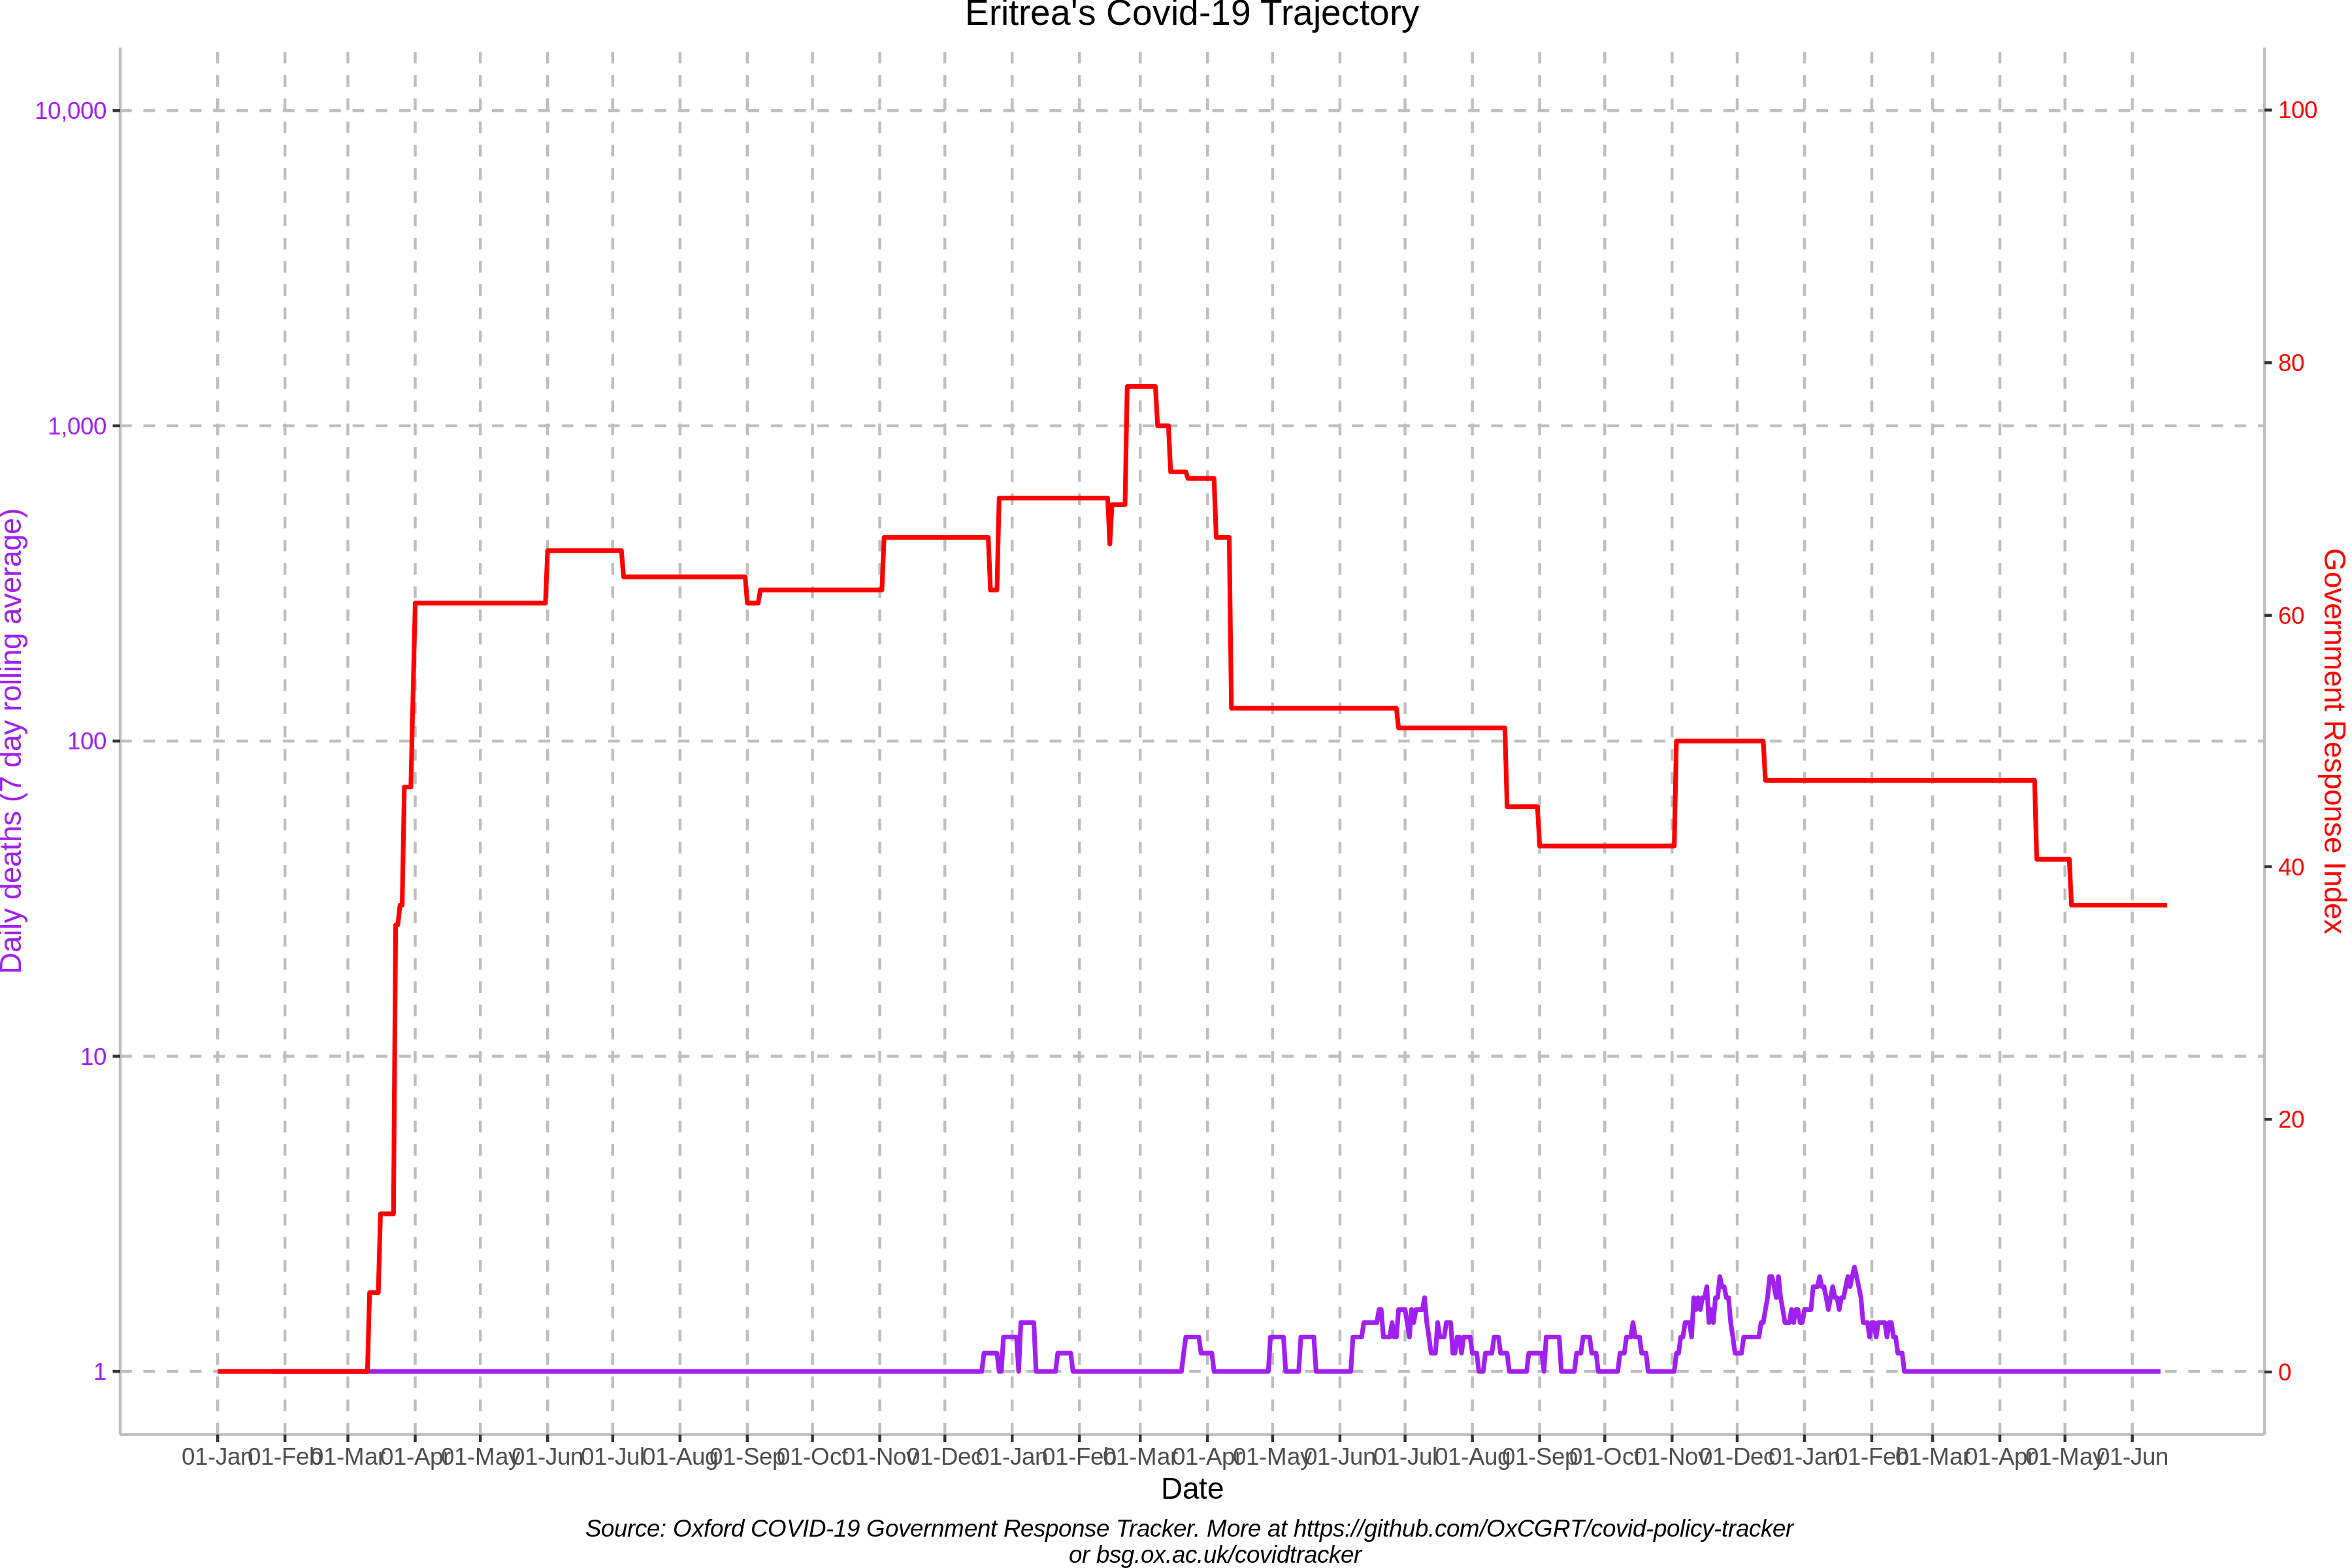 Eritrea's Covid-19 Trajectory
10,000
1,000
100
10
1
Daily deaths (7 day rolling average)
100
80
60
40
20
0
Government Response Index
01-Jan 01-Feb 01-Mar 01-Apr 01-May 01-Jun 01-Jul 01-Aug 01-Sep 01-Oct 01-Nov 01-Dec 01-Jan 01-Feb 01-Mar 01-Apr 01-May 01-Jun 01-Jul 01-Aug 01-Sep 01-Oct 01-Nov 01-Dec 01-Jan 01-Feb 01-Mar 01-Apr 01-May 01-Jun
Date
Source: Oxford COVID-19 Government Response Tracker. More at https://github.com/OxCGRT/covid-policy-tracker
or bsg.ox.ac.uk/covidtracker